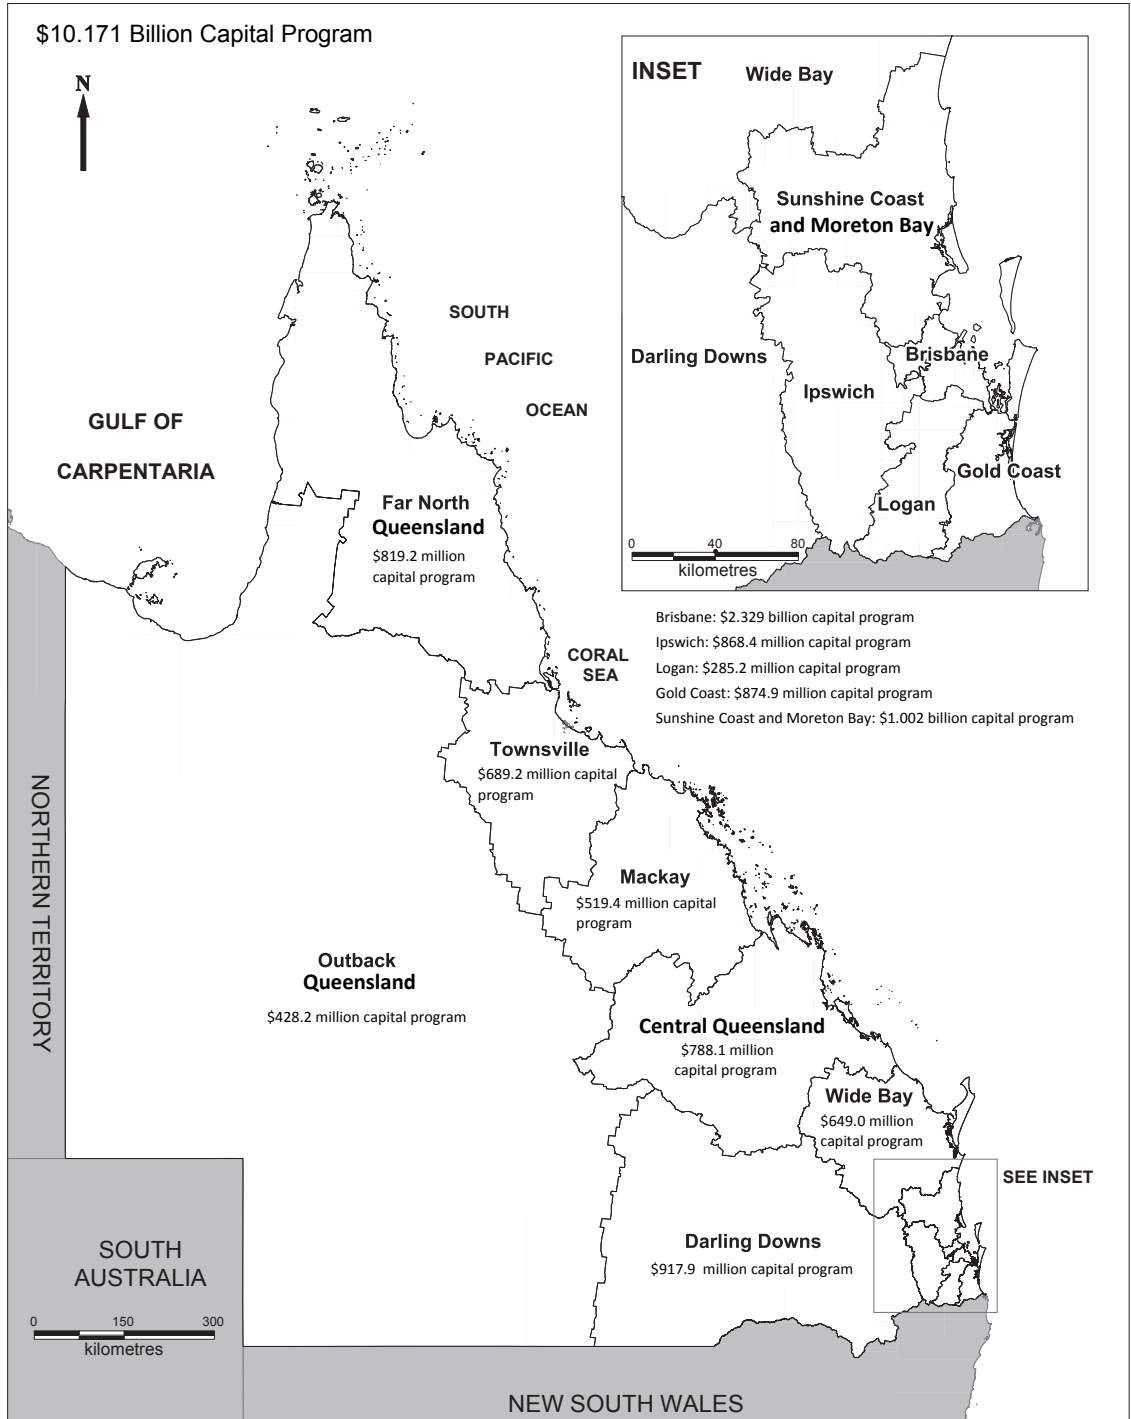 $10.171 Billion Capital Program
N
INSET
Wide Bay
Sunshine Coast
and Moreton Bay
Darling Downs
Brisbane
Ipswich
Gold Coast
Logan
0 40 80
kilometres
SOUTH
PACIFIC
OCEAN
GULF OF
CARPENTARIA
Far North
Queensland
$819.2 million
capital program
Brisbane: $2.329 billion capital program
Ipswich: $868.4 million capital program
Logan: $285.2 million capital program
Gold Coast: $874.9 million capital program
Sunshine Coast and Moreton Bay: $1.002 billion capital program
CORAL
SEA
Townsville
$689.2 million capital
program
NORTHERN TERRITORY
Mackay
$519.4 million capital
program
Outback
Queensland
$428.2 million capital program
Central Queensland
$788.1 million
capital program
Wide Bay
$649.0 million
capital program
SEE INSET
Darling Downs
$917.9 million capital program
SOUTH
AUSTRALIA
0 150 300
kilometres
NEW SOUTH WALES